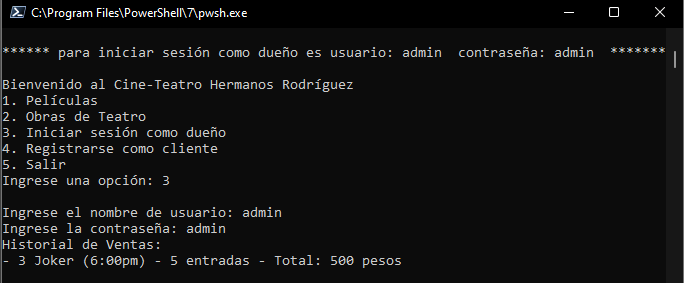 C:\Program Files\PowerShell\7\pwsh.exe
****** para iniciar sesión como dueño es usuario: admin  contraseña: admin  *******
Bienvenido al Cine-Teatro Hermanos Rodríguez
1. Películas
2. Obras de Teatro
3. Iniciar sesión como dueño
4. Registrarse como cliente
5. Salir
Ingrese una opción: 3
Ingrese el nombre de usuario: admin
Ingrese la contraseña: admin
Historial de Ventas:
- 3 Joker (6:00pm) - 5 entradas - Total: 500 pesos